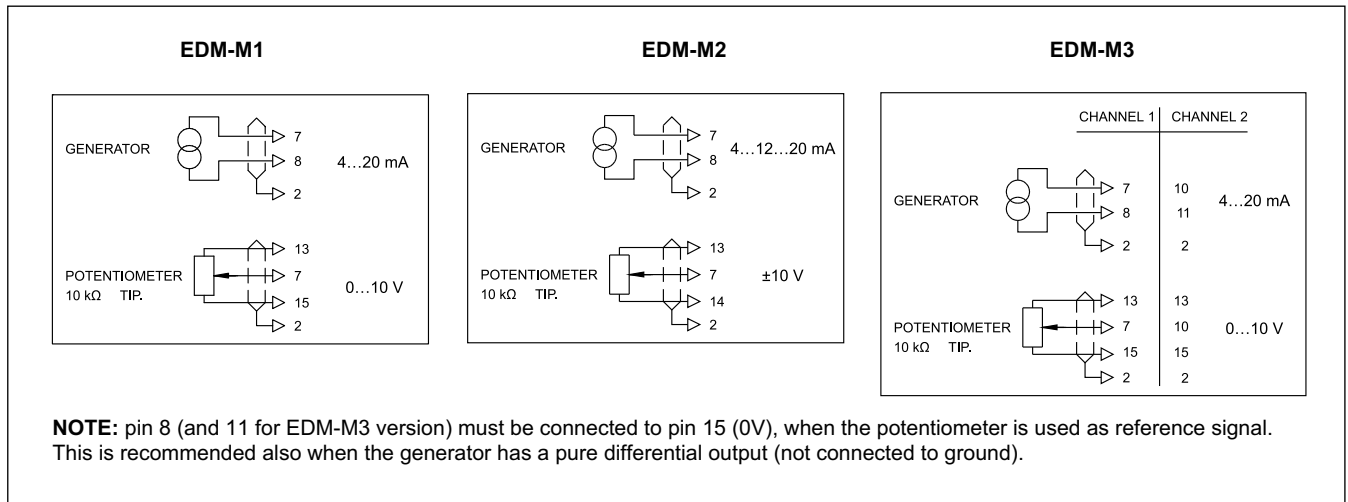 EDM-M1
GENERATOR
7
8
4...20 mA
2
POTENTIOMETER
10 kΩ TIP.
13
7
15
0...10 V
2
EDM-M2
GENERATOR
7
8
4...12...20 mA
2
POTENTIOMETER
10 kΩ TIP.
13
7
±10 V
14
2
EDM-M3
CHANNEL 1 CHANNEL 2
GENERATOR
7 10
8 11
4...20 mA
2 2
POTENTIOMETER
10 kΩ TIP.
13 13
7 10
0...10 V
15 15
2 2
NOTE: pin 8 (and 11 for EDM-M3 version) must be connected to pin 15 (0V), when the potentiometer is used as reference signal.
This is recommended also when the generator has a pure differential output (not connected to ground).